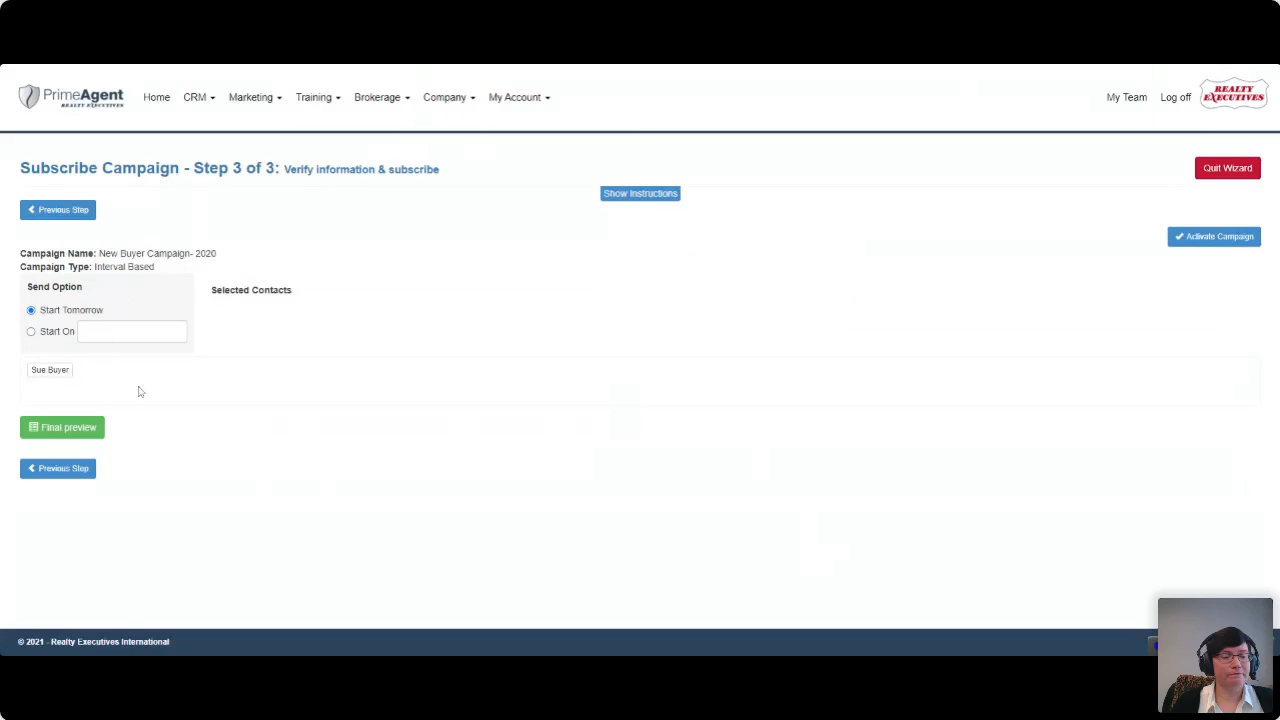 PrimeAgent
REALTY EXECUTIVES
Home CRM Marketing Training Brokerage Company My Account My Team Log off
REALTY
EXECUTIVES
Subscribe Campaign - Step 3 of 3: Verify information & subscribe
Quit Wizard
Show Instructions
Previous Step
Activate Campaign
Campaign Name: New Buyer Campaign- 2020
Campaign Type: Interval Based
Send Option
Selected Contacts
Start Tomorrow
Start On
Sue Buyer
Final preview
Previous Step
© 2021 - Realty Executives International